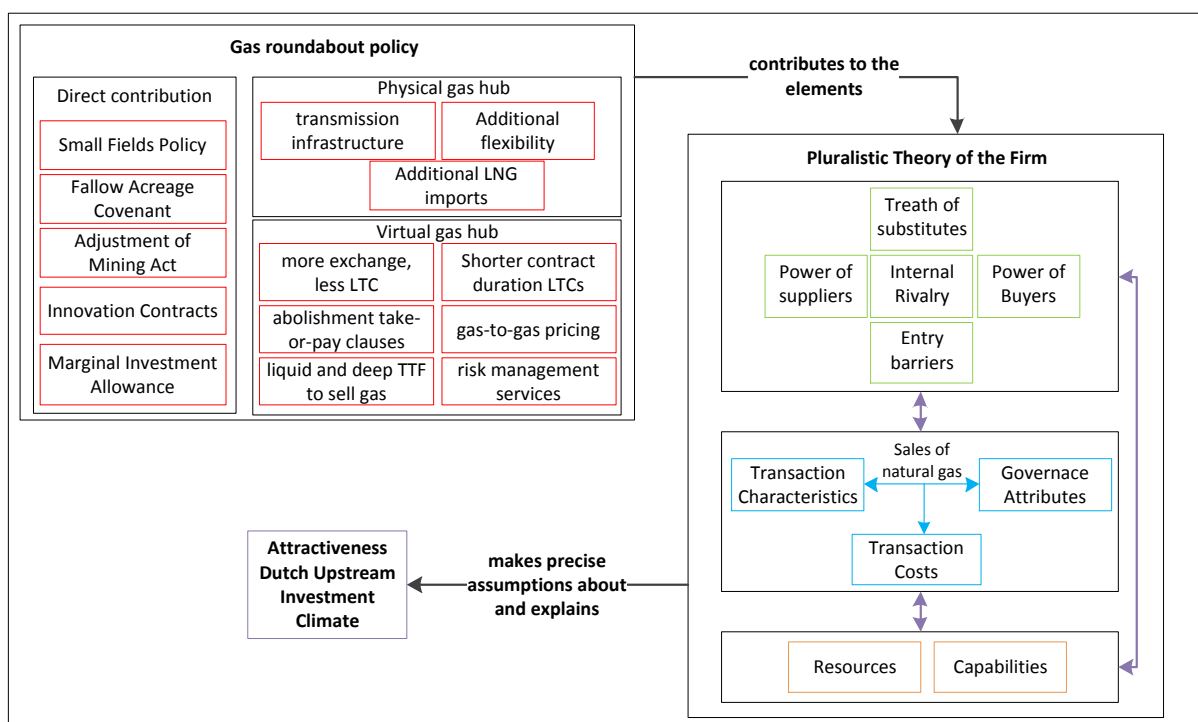 Gas roundabout policy
Direct contribution
Small Fields Policy
Fallow Acreage
Covenant
Adjustment of
Mining Act
Innovation Contracts
Marginal Investment
Allowance
Physical gas hub
transmission
infrastructure
Additional
flexibility
Additional LNG
imports
Virtual gas hub
more exchange,
less LTC
Shorter contract
duration LTCs
abolishment take-
or-pay clauses
gas-to-gas pricing
liquid and deep TTF
to sell gas
risk management
services
contributes to the
elements
Pluralistic Theory of the Firm
Treath of
substitutes
Power of
suppliers
Internal
Rivalry
Power of
Buyers
Entry
barriers
Sales of
natural gas
Transaction
Characteristics
Governace
Attributes
Transaction
Costs
Resources
Capabilities
makes precise
assumptions about
and explains
Attractiveness
Dutch Upstream
Investment
Climate